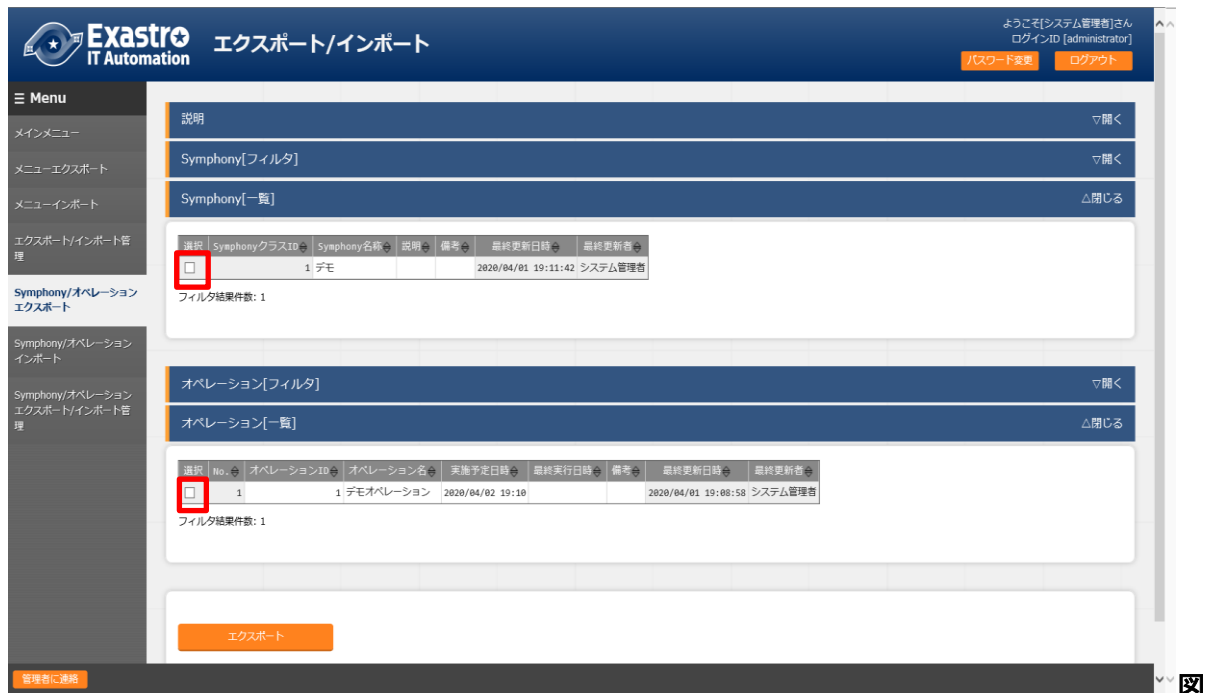 Exastro
IT Automation
エクスポート/インポート
ようこそ[システム管理者]さん
ログインID [administrator]
パスワード変更
ログアウト
☰ Menu
メインメニュー
メニューエクスポート
メニューインポート
エクスポート/インポート管
理
Symphony/オペレーション
エクスポート
Symphony/オペレーション
インポート
Symphony/オペレーション
エクスポート/インポート管
理
説明 ▽開く
Symphony[フィルタ] ▽開く
Symphony[一覧] △閉じる
選択 SymphonyクラスID Symphony名称 説明 備考 最終更新日時 最終更新者
1 デモ 2020/04/01 19:11:42 システム管理者
フィルタ結果件数: 1
オペレーション[フィルタ] ▽開く
オペレーション[一覧] △閉じる
選択 No. オペレーションID オペレーション名 実施予定日時 最終実行日時 備考 最終更新日時 最終更新者
1 1 デモオペレーション 2020/04/02 19:10 2020/04/01 19:08:58 システム管理者
フィルタ結果件数: 1
エクスポート
管理者に連絡
図